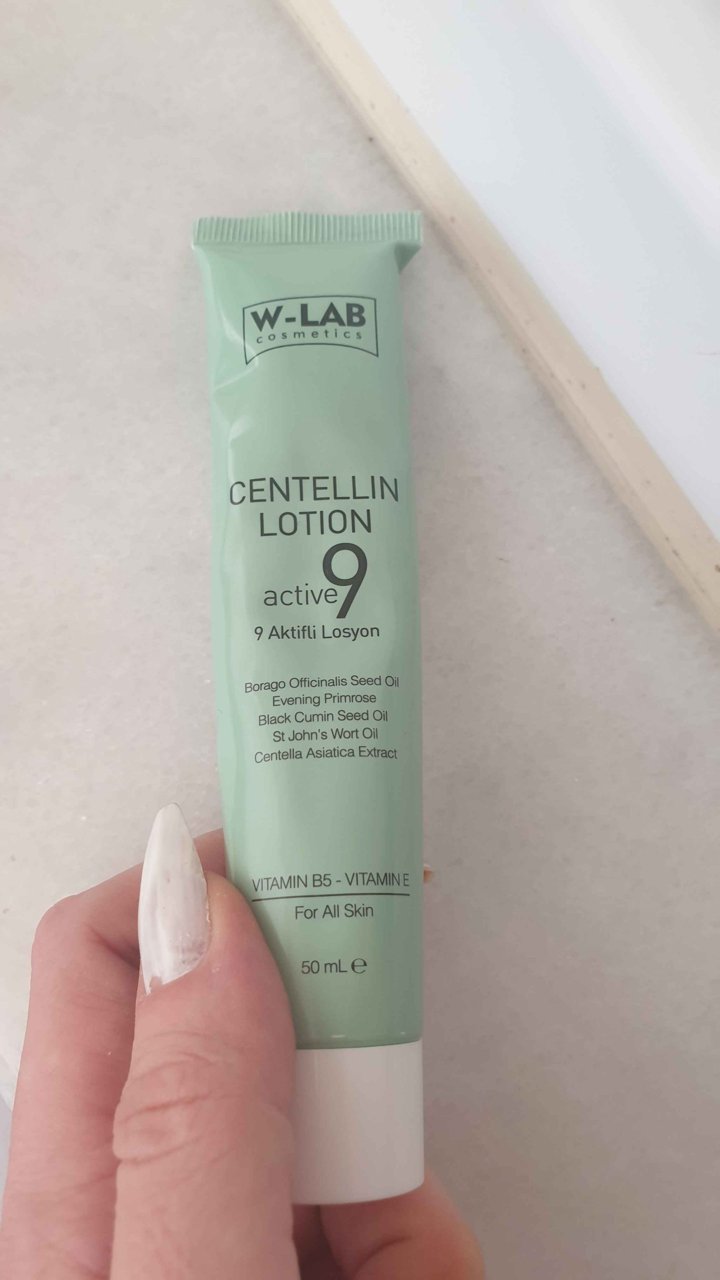 W-LAB
cosmetics
CENTELLIN
LOTION
active9
9 Aktifli Losyon
Borago Officinalis Seed Oil
Evening Primrose
Black Cumin Seed Oil
St John's Wort Oil
Centella Asiatica Extract
VITAMIN B5 - VITAMIN E
For All Skin
50 mL ℮